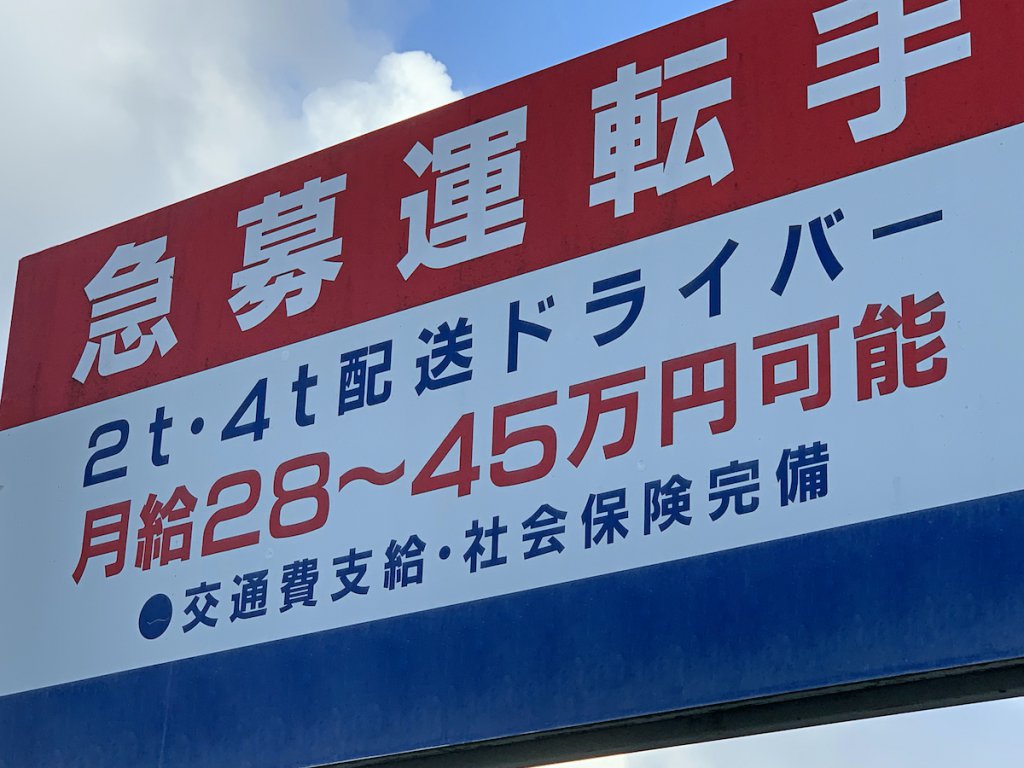 急募運転手
2t・4t配送ドライバー
月給28〜45万円可能
●交通費支給・社会保険完備